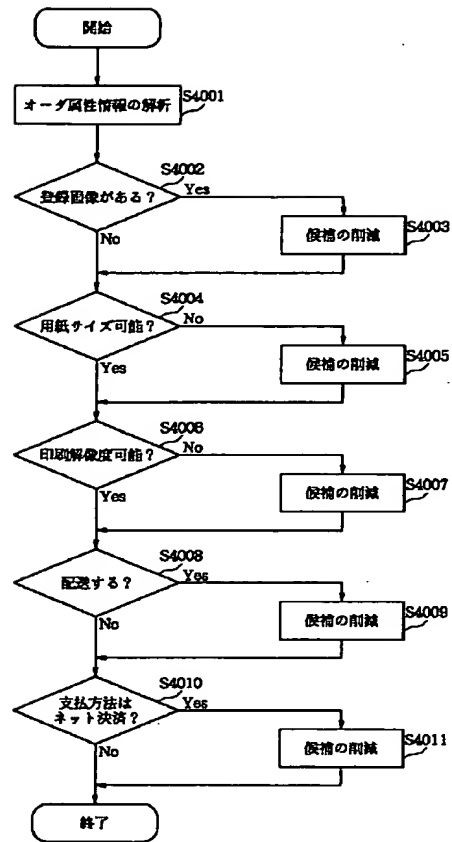 開始
S4001
オーダ属性情報の解析
S4002
登録画像がある？
Yes
No
S4003
候補の削減
S4004
用紙サイズ可能？
No
Yes
S4005
候補の削減
S4006
印刷解像度可能？
No
Yes
S4007
候補の削減
S4008
配送する？
Yes
No
S4009
候補の削減
S4010
支払方法は
ネット決済？
Yes
No
S4011
候補の削減
終了